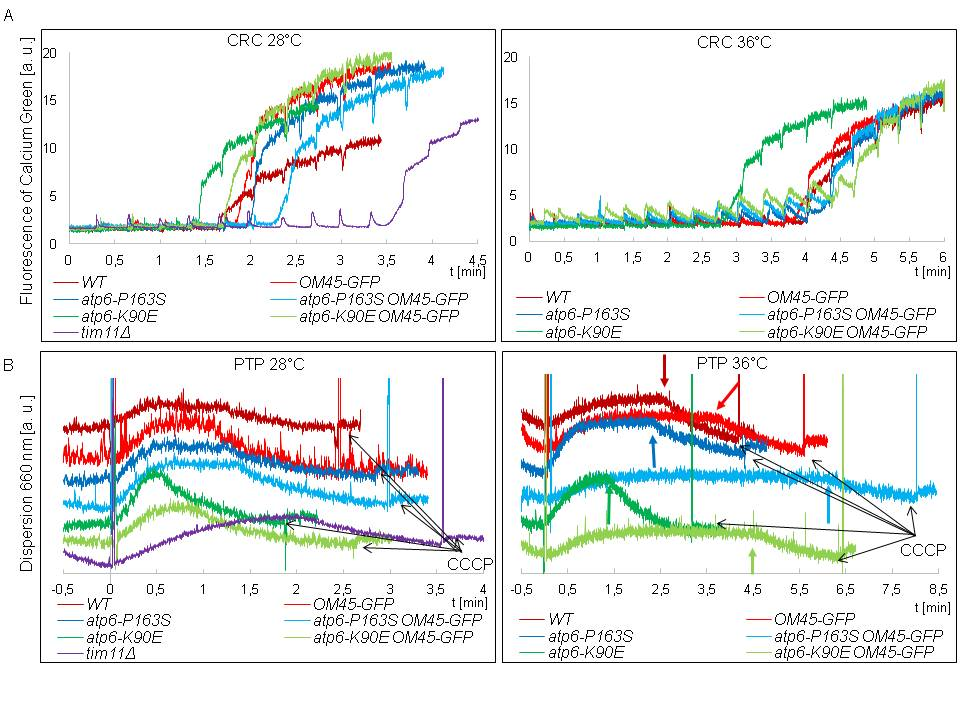 A
CRC 28°C
CRC 36°C
Fluorescence of Calcium Green [a. u.]
20
15
10
5
0
0 0,5 1 1,5 2 2,5 3 3,5 4 4,5
t [min]
WT OM45-GFP
atp6-P163S atp6-P163S OM45-GFP
atp6-K90E atp6-K90E OM45-GFP
tim11Δ
20
15
10
5
0
0 0,5 1 1,5 2 2,5 3 3,5 4 4,5 5 5,5 6
t [min]
WT OM45-GFP
atp6-P163S atp6-P163S OM45-GFP
atp6-K90E atp6-K90E OM45-GFP
B
PTP 28°C
PTP 36°C
Dispersion 660 nm [a. u.]
CCCP
-0,5 0 0,5 1 1,5 2 2,5 3 3,5 4
t [min]
WT OM45-GFP
atp6-P163S atp6-P163S OM45-GFP
atp6-K90E atp6-K90E OM45-GFP
tim11Δ
CCCP
-0,5 0,5 1,5 2,5 3,5 4,5 5,5 6,5 7,5 8,5
t [min]
WT OM45-GFP
atp6-P163S atp6-P163S OM45-GFP
atp6-K90E atp6-K90E OM45-GFP